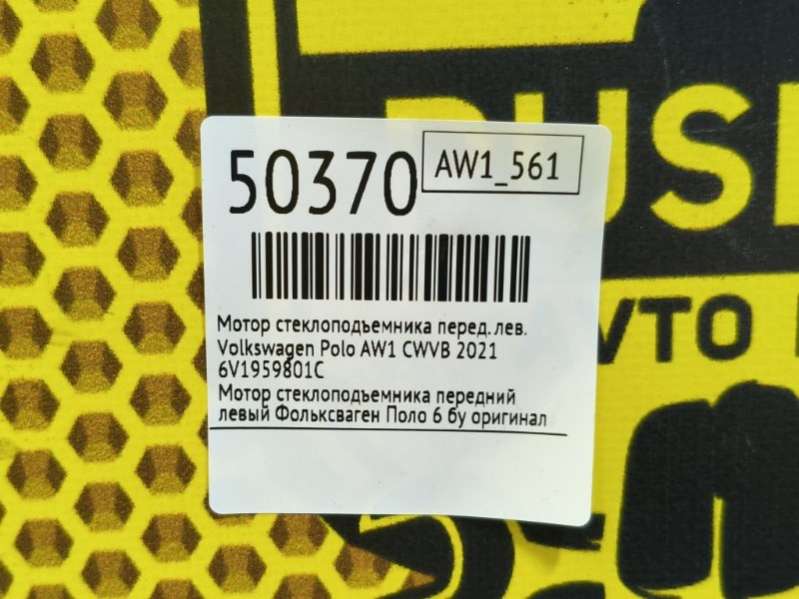 50370
AW1_561
Мотор стеклоподъемника перед. лев.
Volkswagen Polo AW1 CWVB 2021
6V1959801C
Мотор стеклоподъемника передний
левый Фольксваген Поло 6 бу оригинал